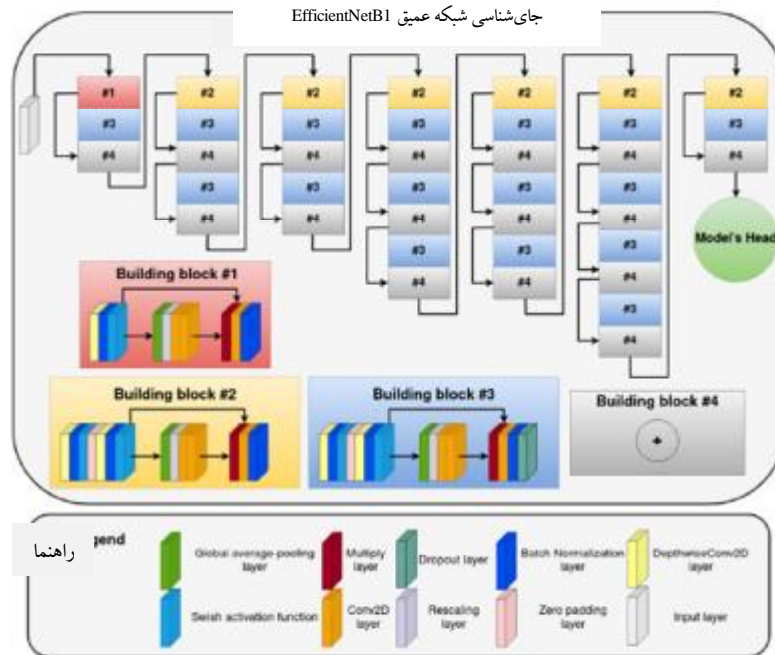 جای‌شناسی شبکه عمیق EfficientNetB1
#1
#3
#4
#2
#3
#4
#3
#4
#2
#3
#4
#3
#4
#2
#3
#4
#3
#4
#3
#4
#2
#3
#4
#3
#4
#3
#4
#2
#3
#4
#3
#4
#3
#4
#3
#4
#2
#3
#4
Model's Head
Building block #1
Building block #2
Building block #3
Building block #4
+
راهنما
gend
Global average-pooling
layer
Multiply
layer
Dropout layer
Batch Normalization
layer
DepthwiseConv2D
layer
Swish activation function
Conv2D
layer
Rescaling
layer
Zero padding
layer
Input layer